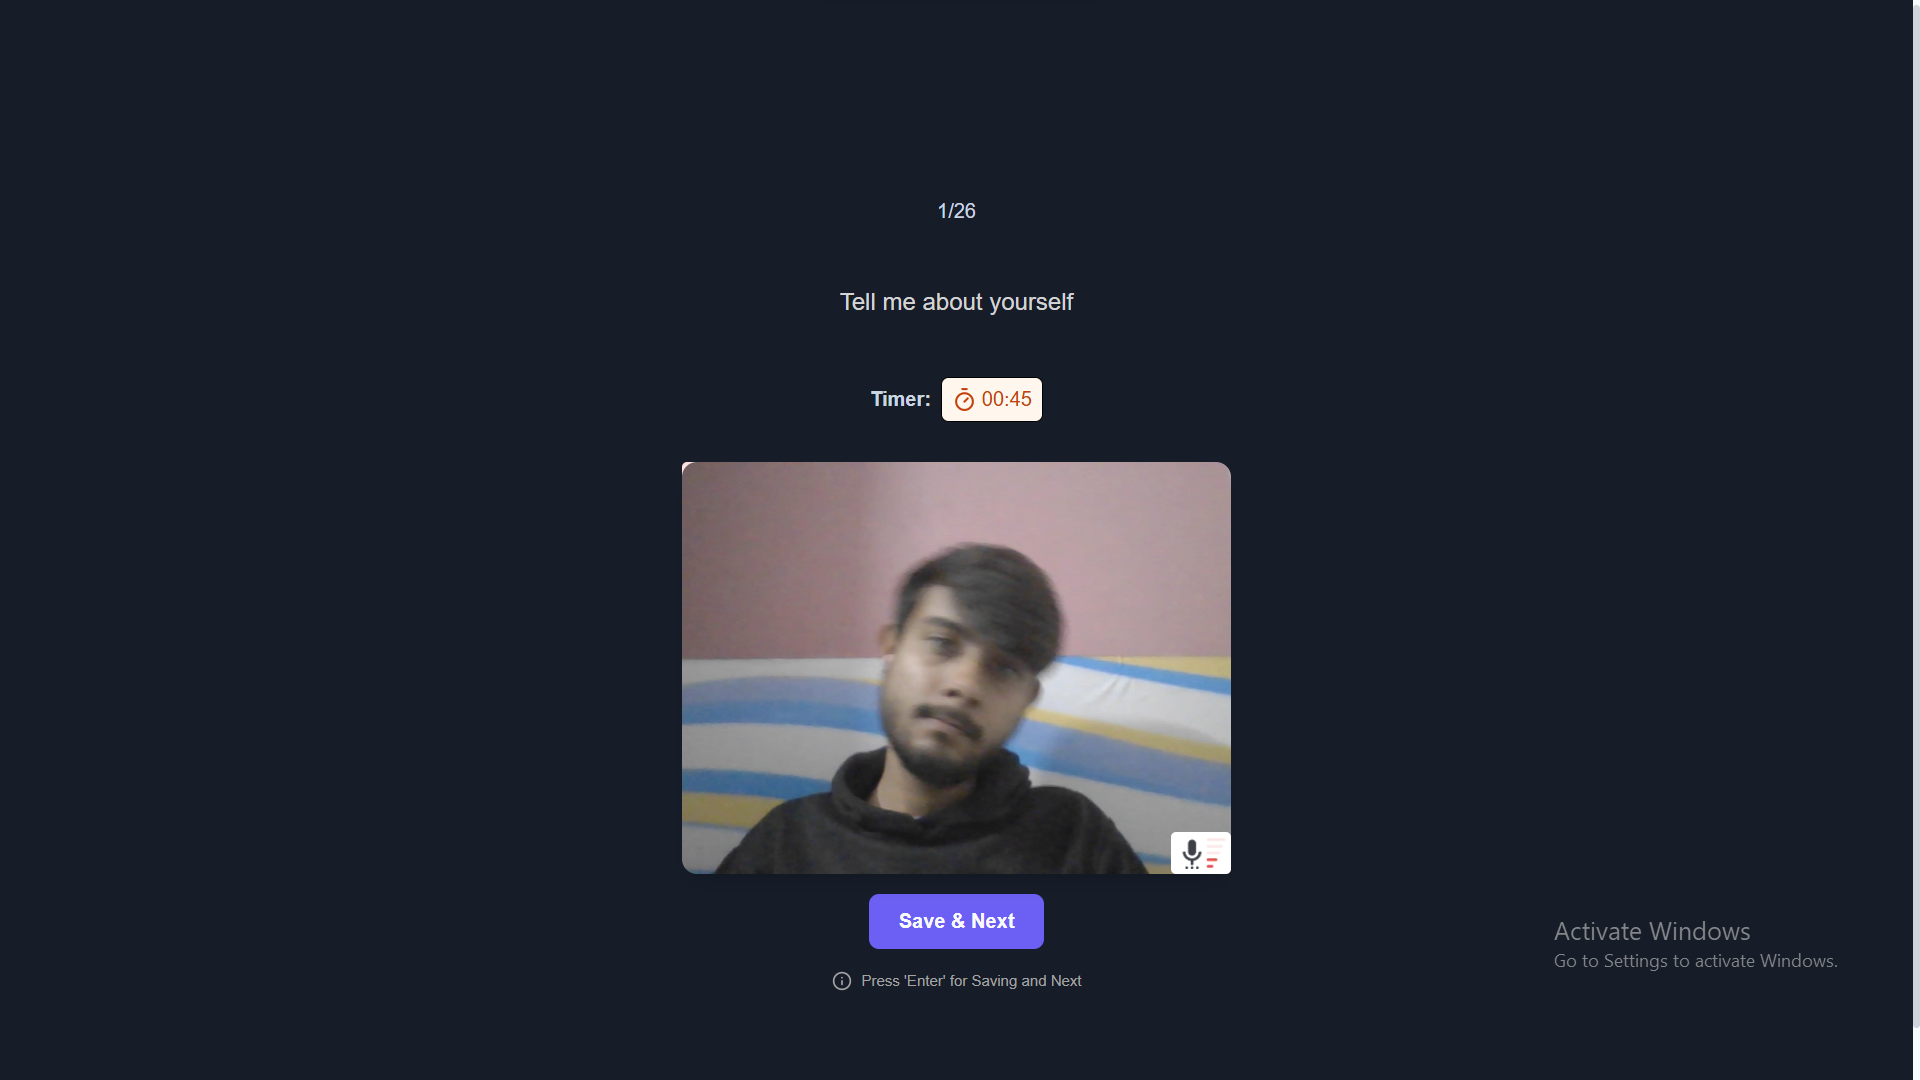 1/26
Tell me about yourself
Timer: 00:45
Save & Next
Press 'Enter' for Saving and Next
Activate Windows
Go to Settings to activate Windows.